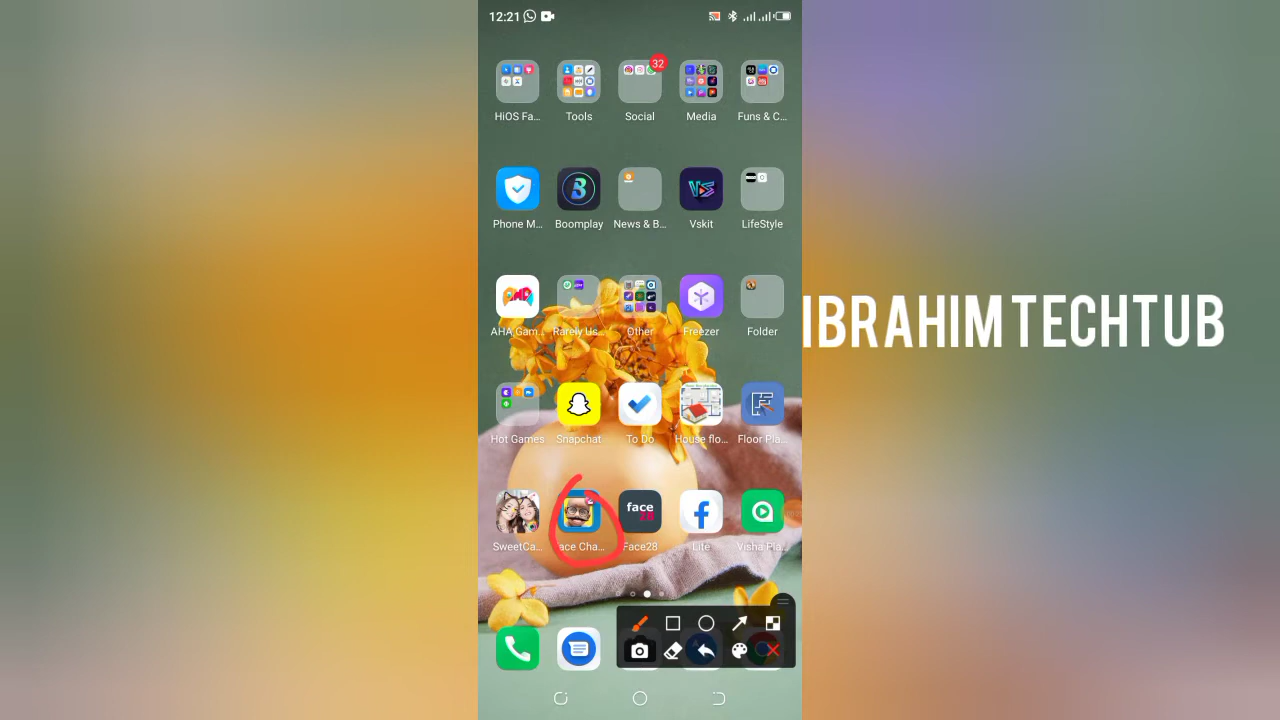 12:21
32
HiOS Fa...
Tools
Social
Media
Funs & C...
Phone M...
Boomplay
News & B...
Vskit
LifeStyle
AHA Gam...
Rarely Us...
Other
Freezer
Folder
IBRAHIM TECHTUB
Hot Games
Snapchat
To Do
House flo...
Floor Pla...
face
28
SweetCa...
ace Cha...
Face28
Lite
Visha Pla...